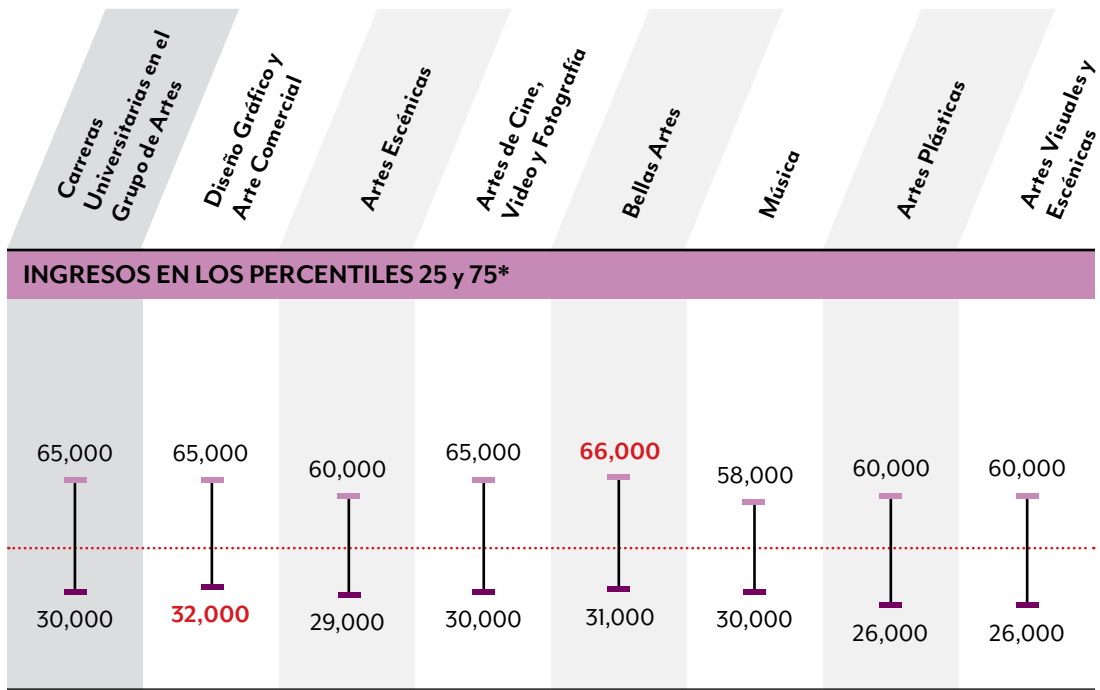 Carreras
Universitarias en el
Grupo de Artes
Diseño Gráfico y
Arte Comercial
Artes Escénicas
Artes de Cine,
Video y Fotografía
Bellas Artes
Música
Artes Plásticas
Artes Visuales y
Escénicas
INGRESOS EN LOS PERCENTILES 25 y 75*
65,000 65,000 60,000 65,000 66,000 58,000 60,000 60,000
30,000 32,000 29,000 30,000 31,000 30,000 26,000 26,000